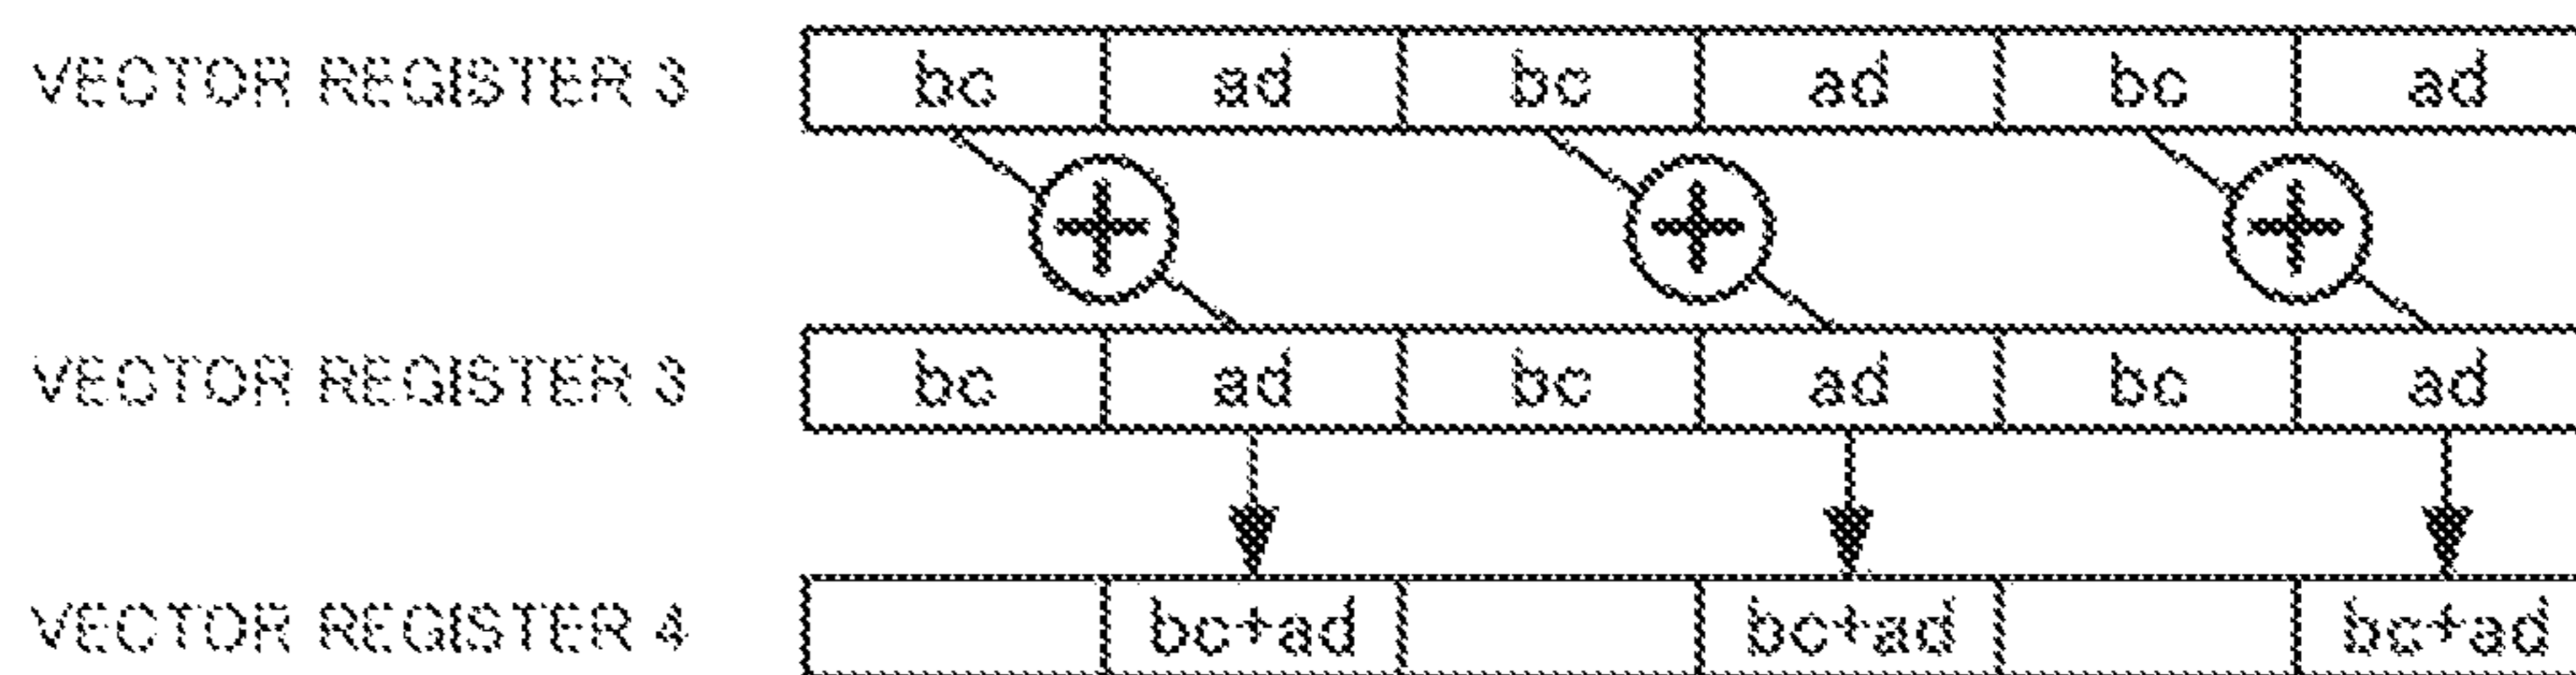 VECTOR REGISTER 3 bc ad bc ad bc ad
VECTOR REGISTER 3 bc ad bc ad bc ad
VECTOR REGISTER 4 bc+ad bc+ad bc+ad